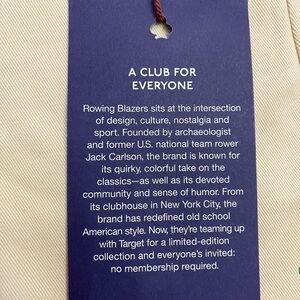 A CLUB FOR
EVERYONE
Rowing Blazers sits at the intersection
of design, culture, nostalgia and
sport. Founded by archaeologist
and former U.S. national team rower
Jack Carlson, the brand is known for
its quirky, colorful take on the
classics—as well as its devoted
community and sense of humor. From
its clubhouse in New York City, the
brand has redefined old school
American style. Now, they're teaming up
with Target for a limited-edition
collection and everyone's invited:
no membership required.